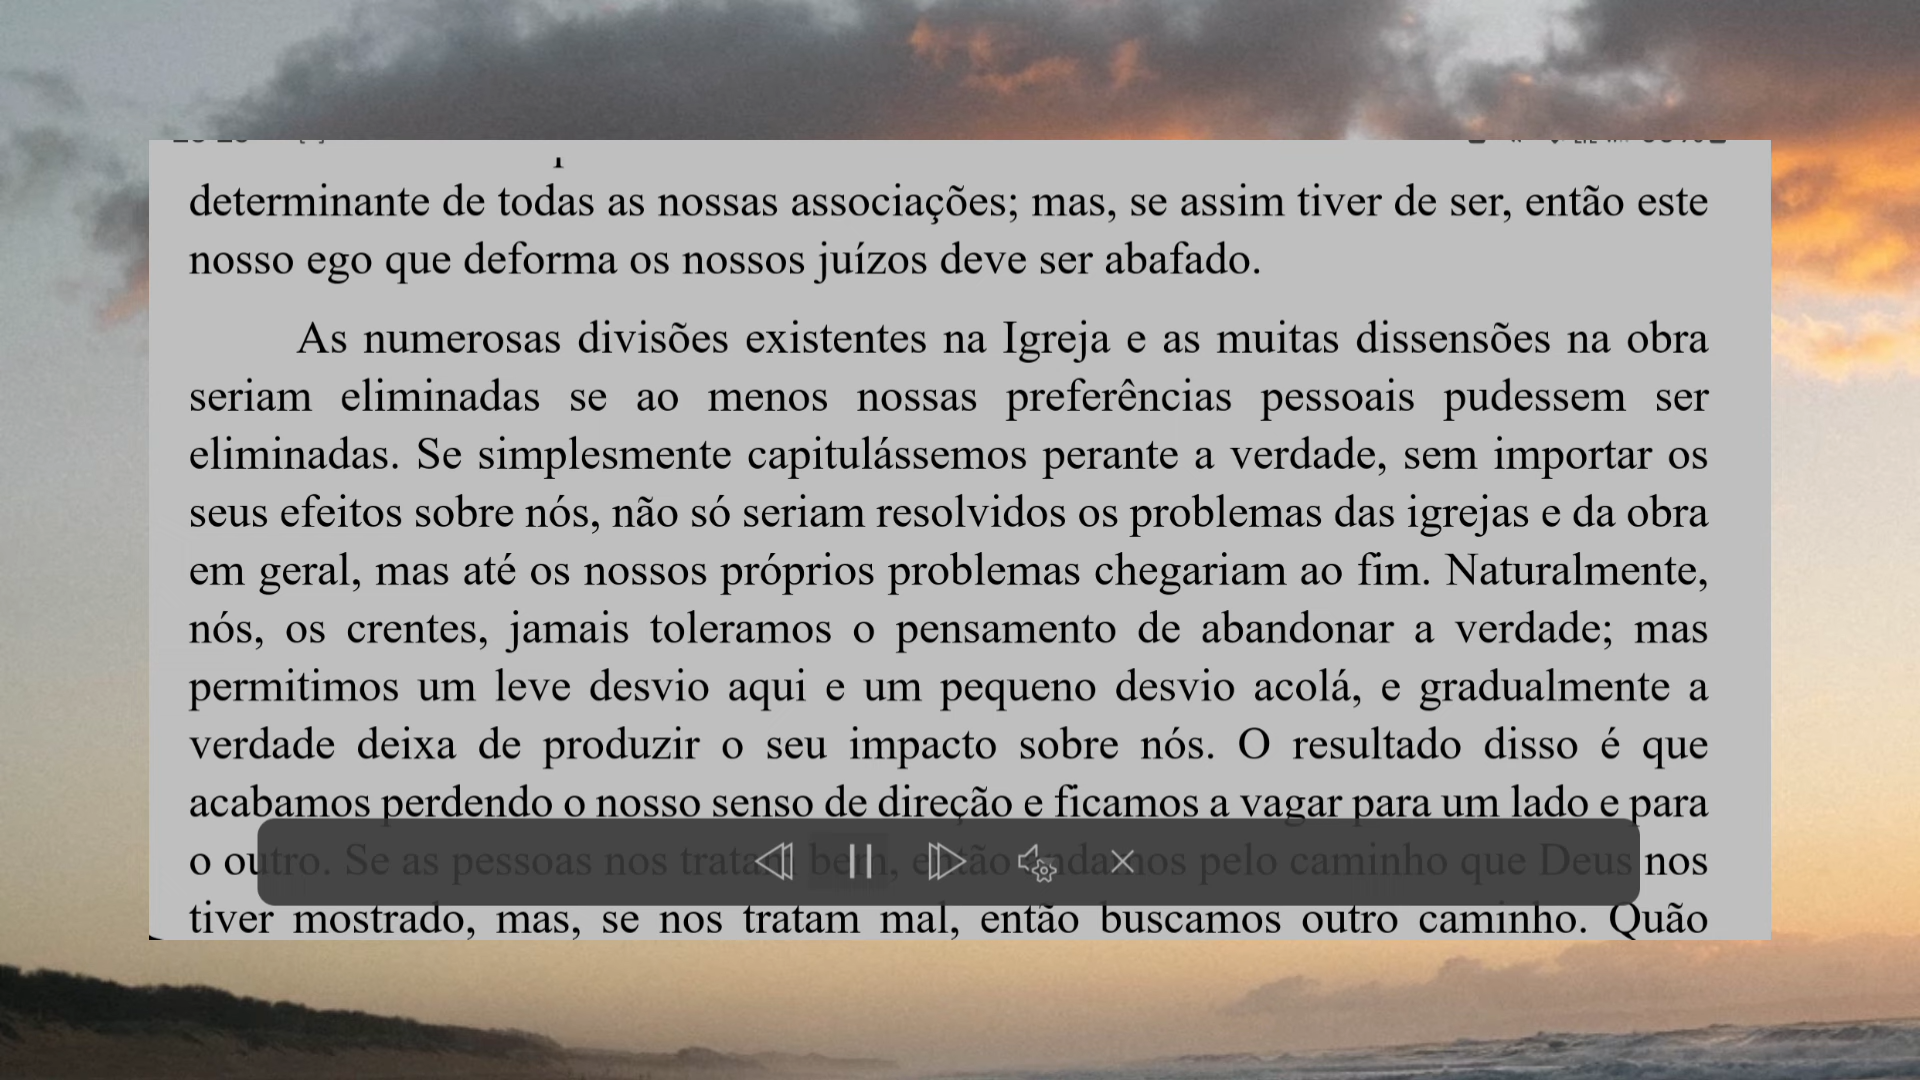 determinante de todas as nossas associações; mas, se assim tiver de ser, então este
nosso ego que deforma os nossos juízos deve ser abafado.
As numerosas divisões existentes na Igreja e as muitas dissensões na obra
seriam eliminadas se ao menos nossas preferências pessoais pudessem ser
eliminadas. Se simplesmente capitulássemos perante a verdade, sem importar os
seus efeitos sobre nós, não só seriam resolvidos os problemas das igrejas e da obra
em geral, mas até os nossos próprios problemas chegariam ao fim. Naturalmente,
nós, os crentes, jamais toleramos o pensamento de abandonar a verdade; mas
permitimos um leve desvio aqui e um pequeno desvio acolá, e gradualmente a
verdade deixa de produzir o seu impacto sobre nós. O resultado disso é que
acabamos perdendo o nosso senso de direção e ficamos a vagar para um lado e para
o outro. Se as pessoas nos tratam bem, então andamos pelo caminho que Deus nos
tiver mostrado, mas, se nos tratam mal, então buscamos outro caminho. Quão